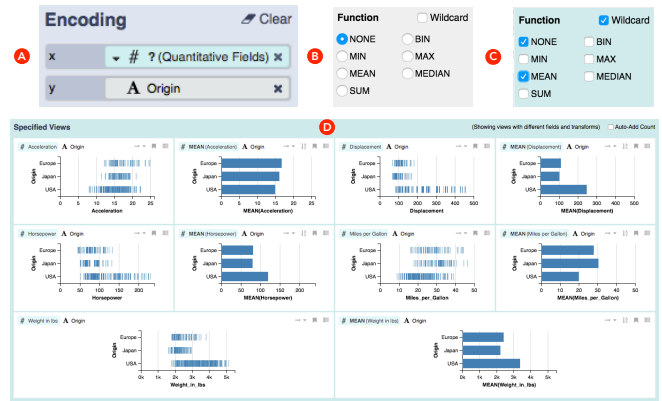 Encoding
Clear
A
x
# ? (Quantitative Fields) ×
y
A Origin ×
B
Function
Wildcard
NONE
BIN
MIN
MAX
MEAN
MEDIAN
SUM
C
Function
Wildcard
NONE
BIN
MIN
MAX
MEAN
MEDIAN
SUM
Specified Views
D
(Showing views with different fields and transforms)
Auto-Add Count
# Acceleration A Origin
Origin
Europe
Japan
USA
0 5 10 15 20 25
Acceleration
# MEAN (Acceleration) A Origin
Origin
Europe
Japan
USA
0 5 10 15 20 25
MEAN(Acceleration)
# Displacement A Origin
Origin
Europe
Japan
USA
0 100 200 300 400 500
Displacement
# MEAN (Displacement) A Origin
Origin
Europe
Japan
USA
0 100 200 300 400 500
MEAN(Displacement)
# Horsepower A Origin
Origin
Europe
Japan
USA
0 50 100 150 200
Horsepower
# MEAN (Horsepower) A Origin
Origin
Europe
Japan
USA
0 50 100 150 200
MEAN(Horsepower)
# Miles per Gallon A Origin
Origin
Europe
Japan
USA
0 10 20 30 40 50
Miles_per_Gallon
# MEAN (Miles per Gallon) A Origin
Origin
Europe
Japan
USA
0 10 20 30 40 50
MEAN(Miles_per_Gallon)
# Weight in lbs A Origin
Origin
Europe
Japan
USA
0k 1k 2k 3k 4k 5k
Weight_in_lbs
# MEAN (Weight in lbs) A Origin
Origin
Europe
Japan
USA
0k 1k 2k 3k 4k 5k
MEAN(Weight_in_lbs)